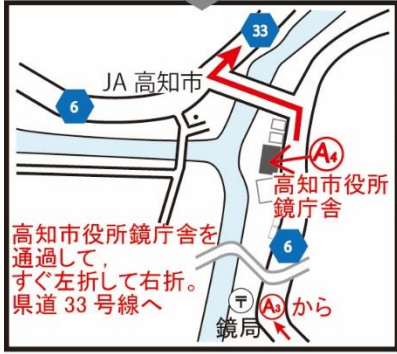 33
JA 高知市
6
A4
高知市役所
鏡庁舎
高知市役所鏡庁舎を
通過して，
すぐ左折して右折。
県道 33 号線へ
6
〒
A3 から
鏡局